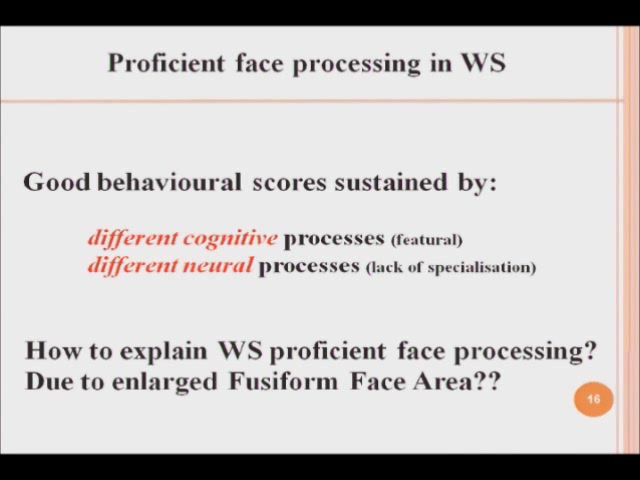 Proficient face processing in WS
Good behavioural scores sustained by:
different cognitive processes (featural)
different neural processes (lack of specialisation)
How to explain WS proficient face processing?
Due to enlarged Fusiform Face Area??
16